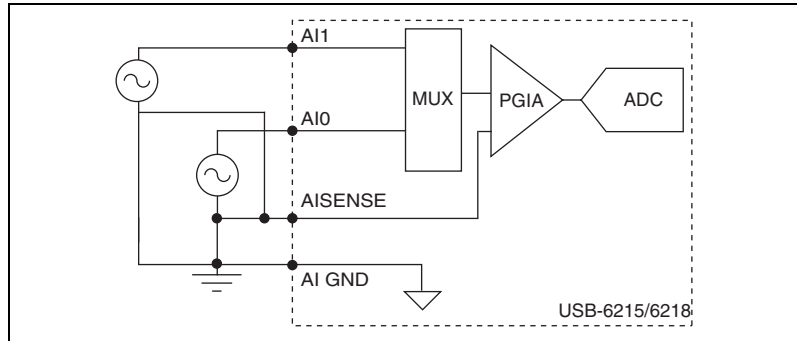 AI1
MUX
PGIA
ADC
AI0
AISENSE
AI GND
USB-6215/6218